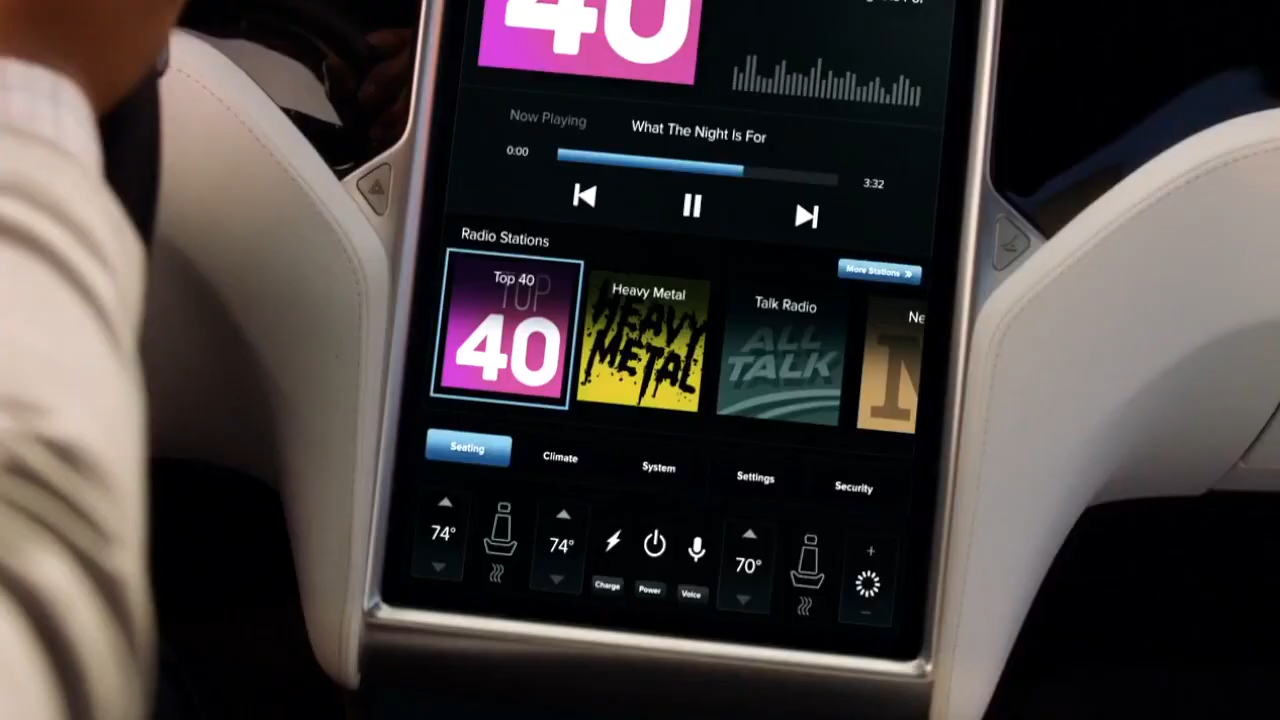 40
Now Playing
What The Night Is For
0:00
3:32
Radio Stations
More Stations
Top 40
TOP
40
Heavy Metal
HEAVY
METAL
Talk Radio
ALL
TALK
Ne
N
Seating
Climate
System
Settings
Security
74°
74°
70°
Charge
Power
Voice